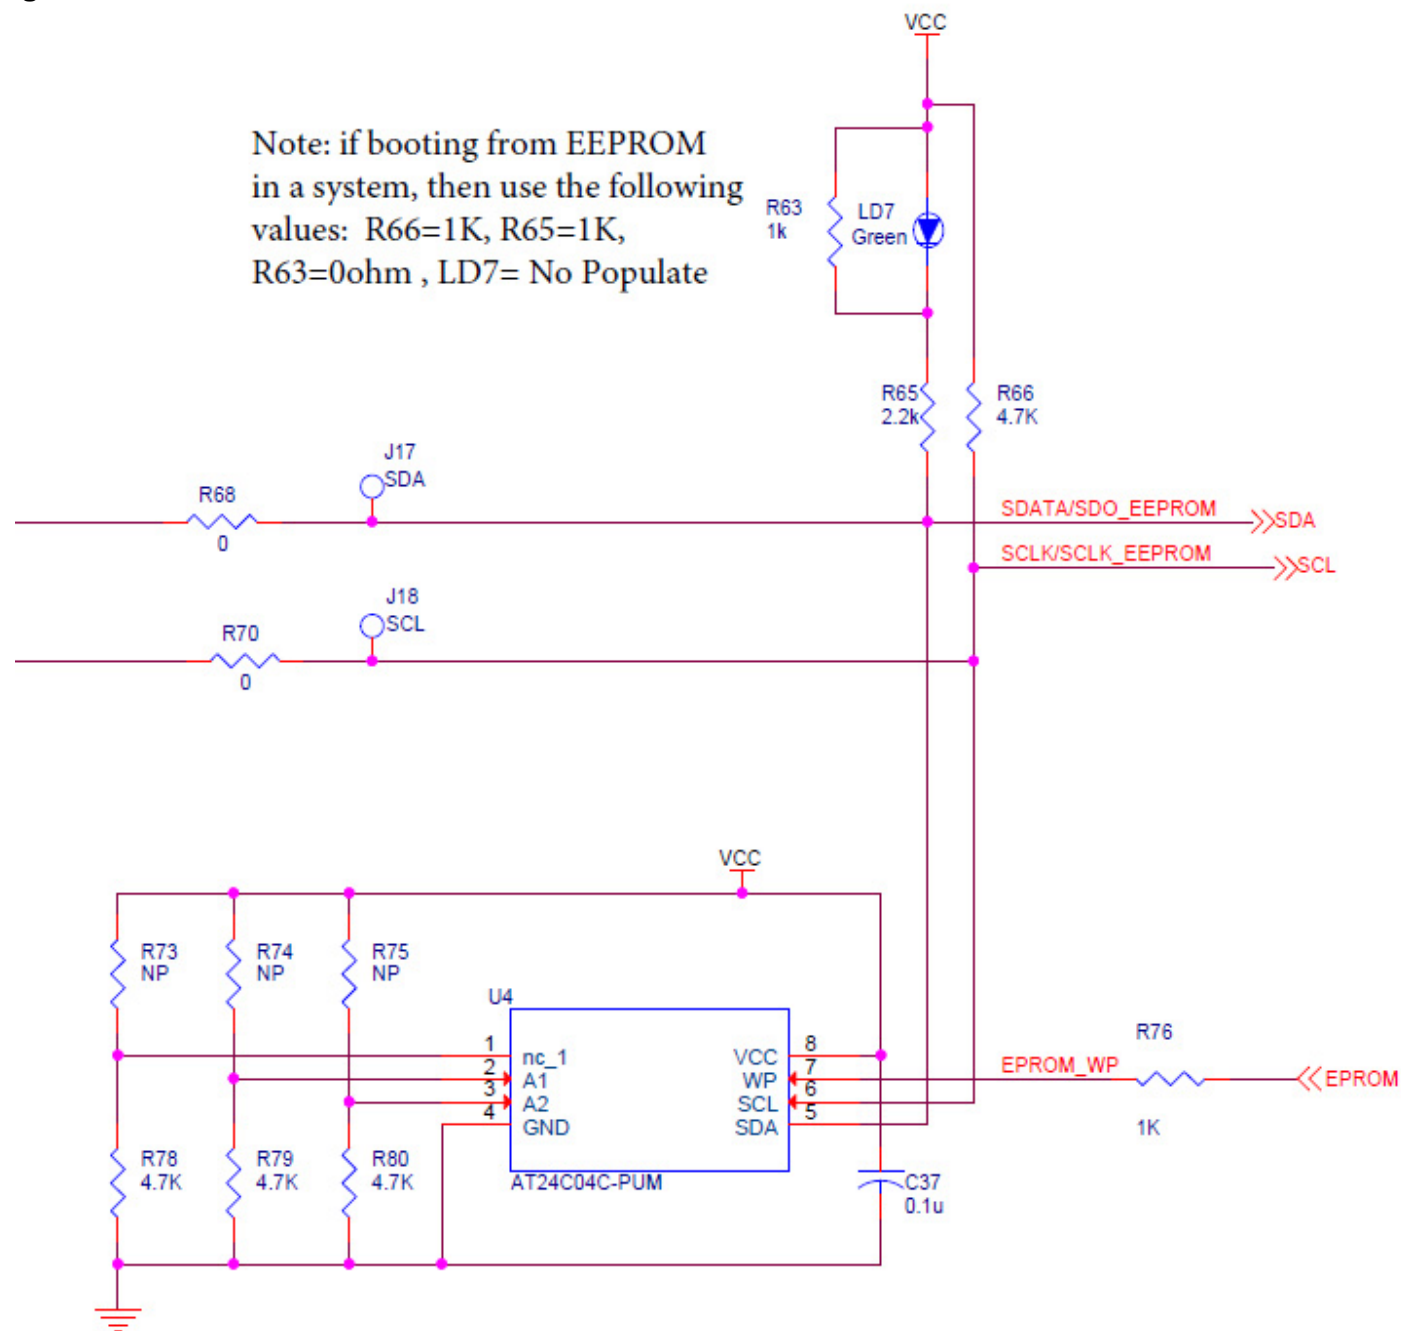 VCC
Note: if booting from EEPROM
in a system, then use the following
values: R66=1K, R65=1K,
R63=0ohm , LD7= No Populate
R63
1k
LD7
Green
R65
2.2k
R66
4.7K
J17
SDA
R68
0
SDATA/SDO_EEPROM
SDA
SCLK/SCLK_EEPROM
SCL
J18
SCL
R70
0
VCC
R73
NP
R74
NP
R75
NP
U4
1
nc_1
2
A1
3
A2
4
GND
VCC
8
WP
7
SCL
6
SDA
5
AT24C04C-PUM
EPROM_WP
R76
1K
EPROM
R78
4.7K
R79
4.7K
R80
4.7K
C37
0.1u